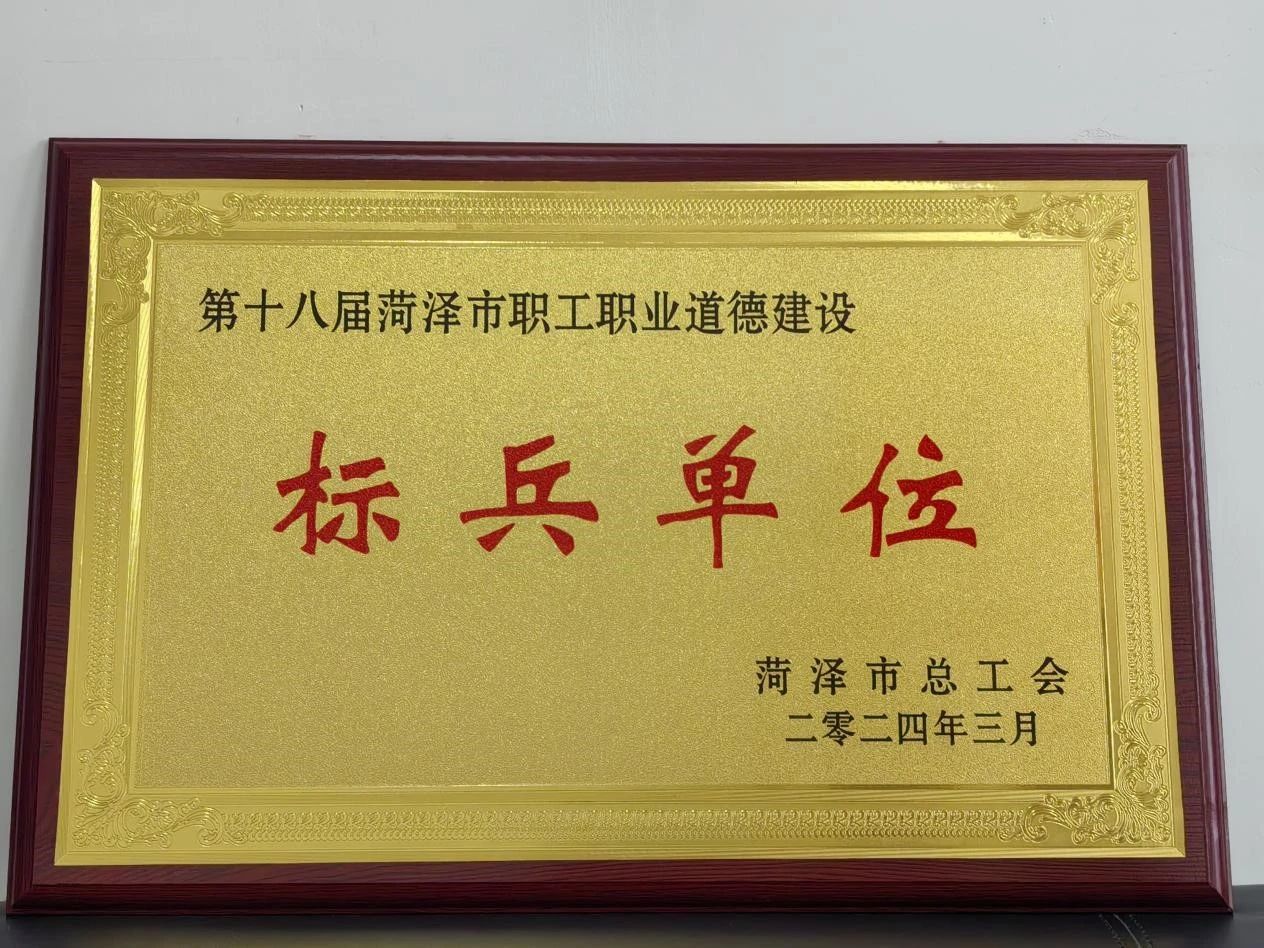 第十八届菏泽市职工职业道德建设
标兵单位
菏泽市总工会
二零二四年三月